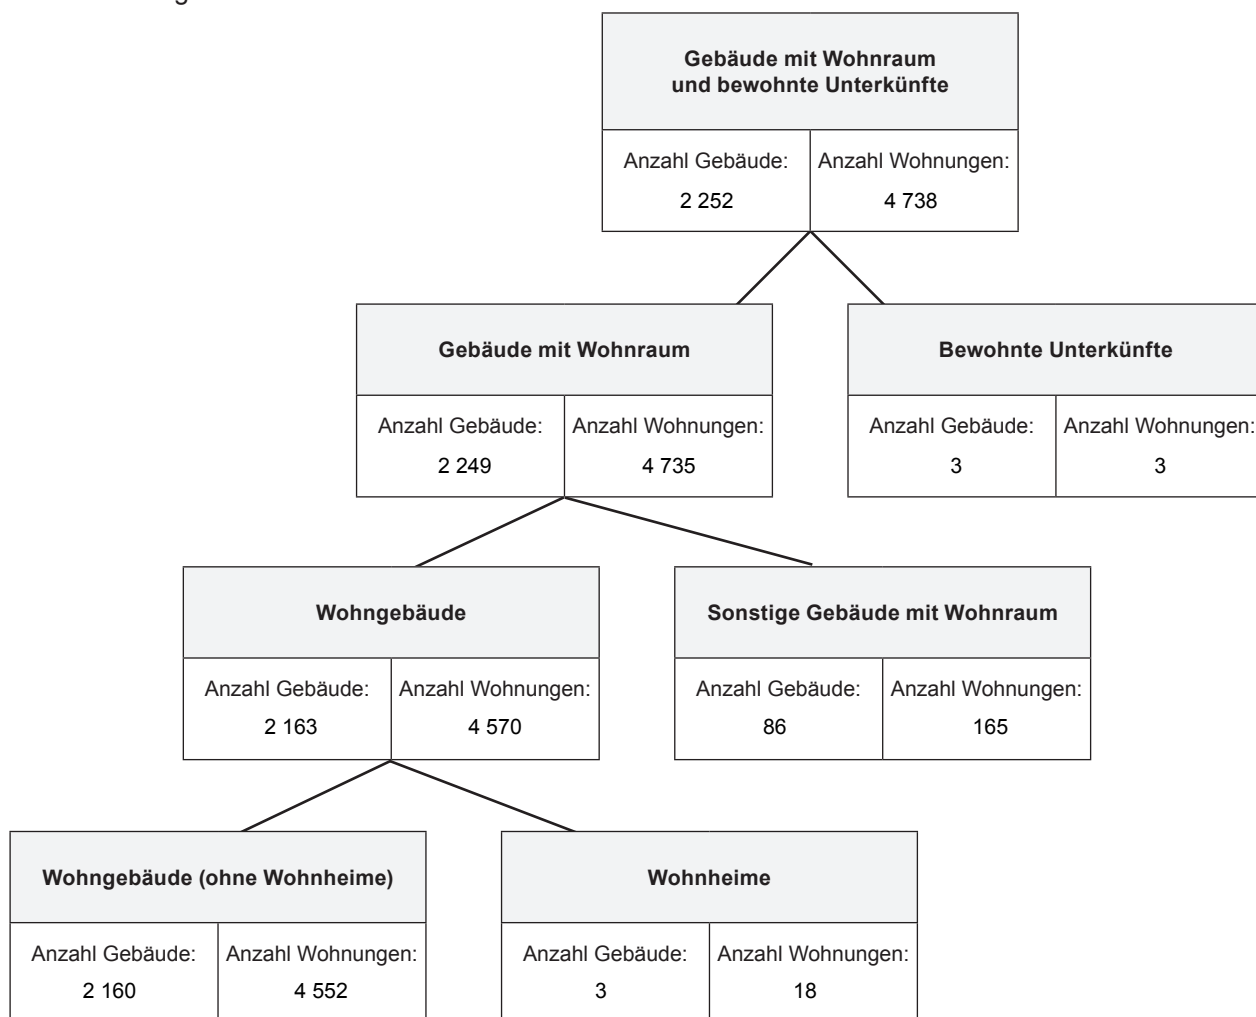 Gebäude mit Wohnraum
und bewohnte Unterkünfte
Anzahl Gebäude: Anzahl Wohnungen:
2 252 4 738
Gebäude mit Wohnraum Bewohnte Unterkünfte
Anzahl Gebäude: Anzahl Wohnungen: Anzahl Gebäude: Anzahl Wohnungen:
2 249 4 735 3 3
Wohngebäude Sonstige Gebäude mit Wohnraum
Anzahl Gebäude: Anzahl Wohnungen: Anzahl Gebäude: Anzahl Wohnungen:
2 163 4 570 86 165
Wohngebäude (ohne Wohnheime) Wohnheime
Anzahl Gebäude: Anzahl Wohnungen: Anzahl Gebäude: Anzahl Wohnungen:
2 160 4 552 3 18